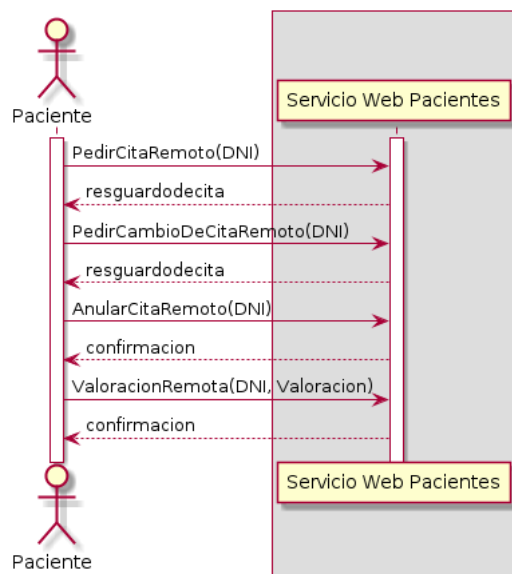 Paciente
Servicio Web Pacientes
PedirCitaRemoto(DNI)
resguardodecita
PedirCambioDeCitaRemoto(DNI)
resguardodecita
AnularCitaRemoto(DNI)
confirmacion
ValoracionRemota(DNI, Valoracion)
confirmacion
Servicio Web Pacientes
Paciente